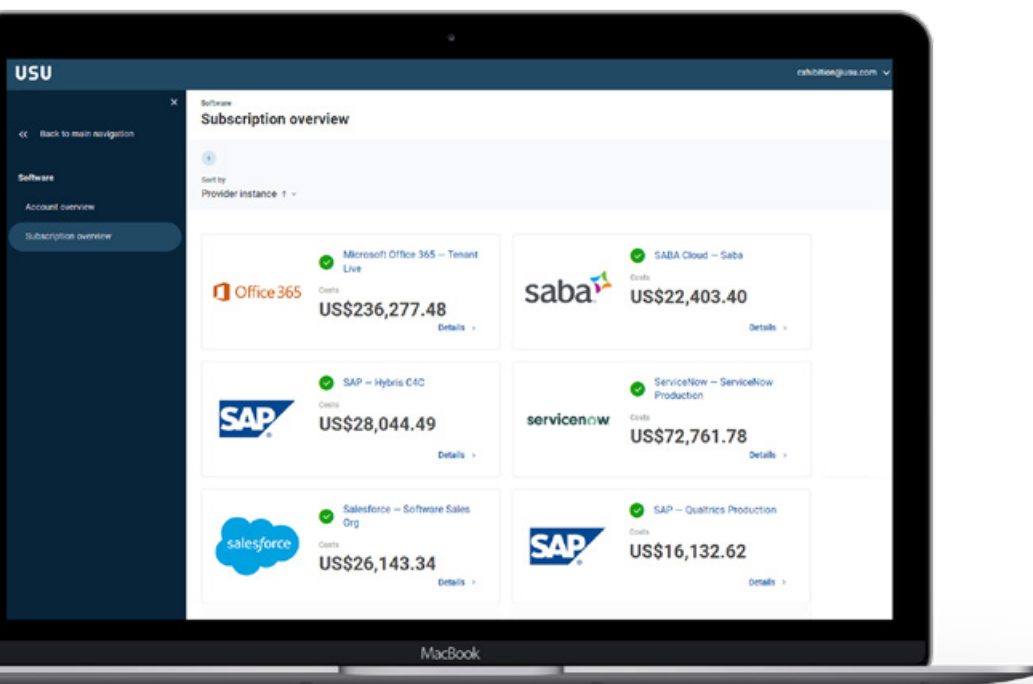 USU
exhibition@usu.com
Back to main navigation
Software
Account overview
Subscription overview
Software
Subscription overview
Sort by
Provider instance
Office 365
Microsoft Office 365 – Tenant
Live
Costs
US$236,277.48
Details
saba
SABA Cloud – Saba
Costs
US$22,403.40
Details
SAP
SAP – Hybris C4C
Costs
US$28,044.49
Details
servicenow
ServiceNow – ServiceNow
Production
Costs
US$72,761.78
Details
salesforce
Salesforce – Software Sales
Org
Costs
US$26,143.34
Details
SAP
SAP – Qualtrics Production
Costs
US$16,132.62
Details
MacBook